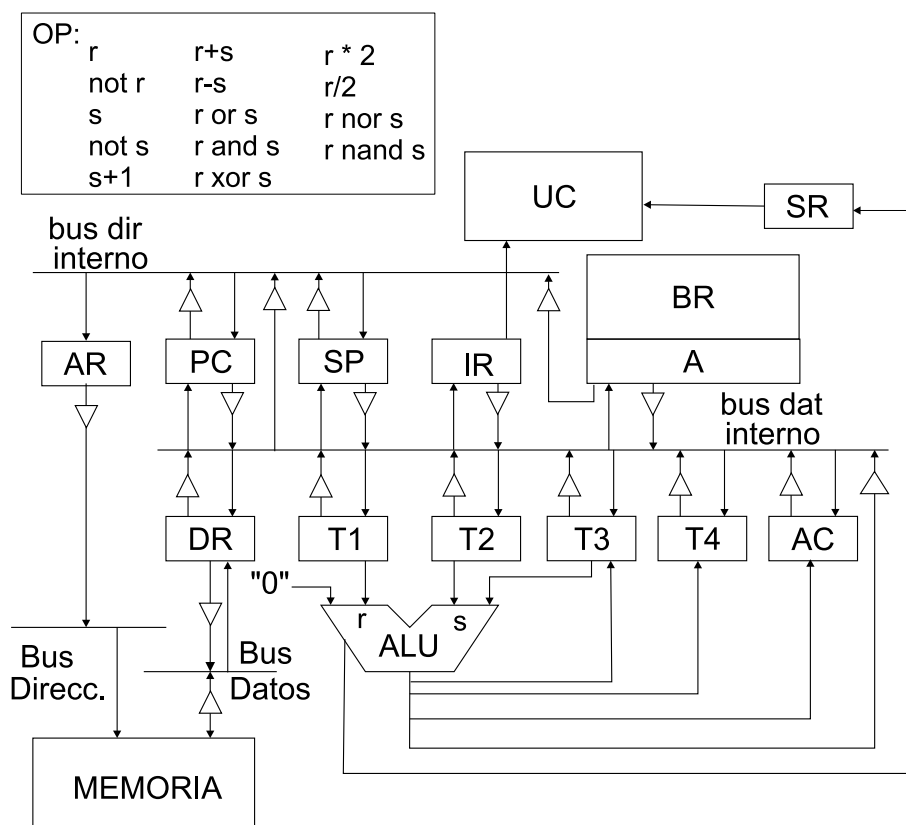 OP:
r r+s r * 2
not r r-s r/2
s r or s r nor s
not s r and s r nand s
s+1 r xor s
UC
SR
bus dir
interno
BR
AR
PC
SP
IR
A
bus dat
interno
DR
T1
T2
T3
T4
AC
"0"
r
s
ALU
Bus
Direcc.
Bus
Datos
MEMORIA